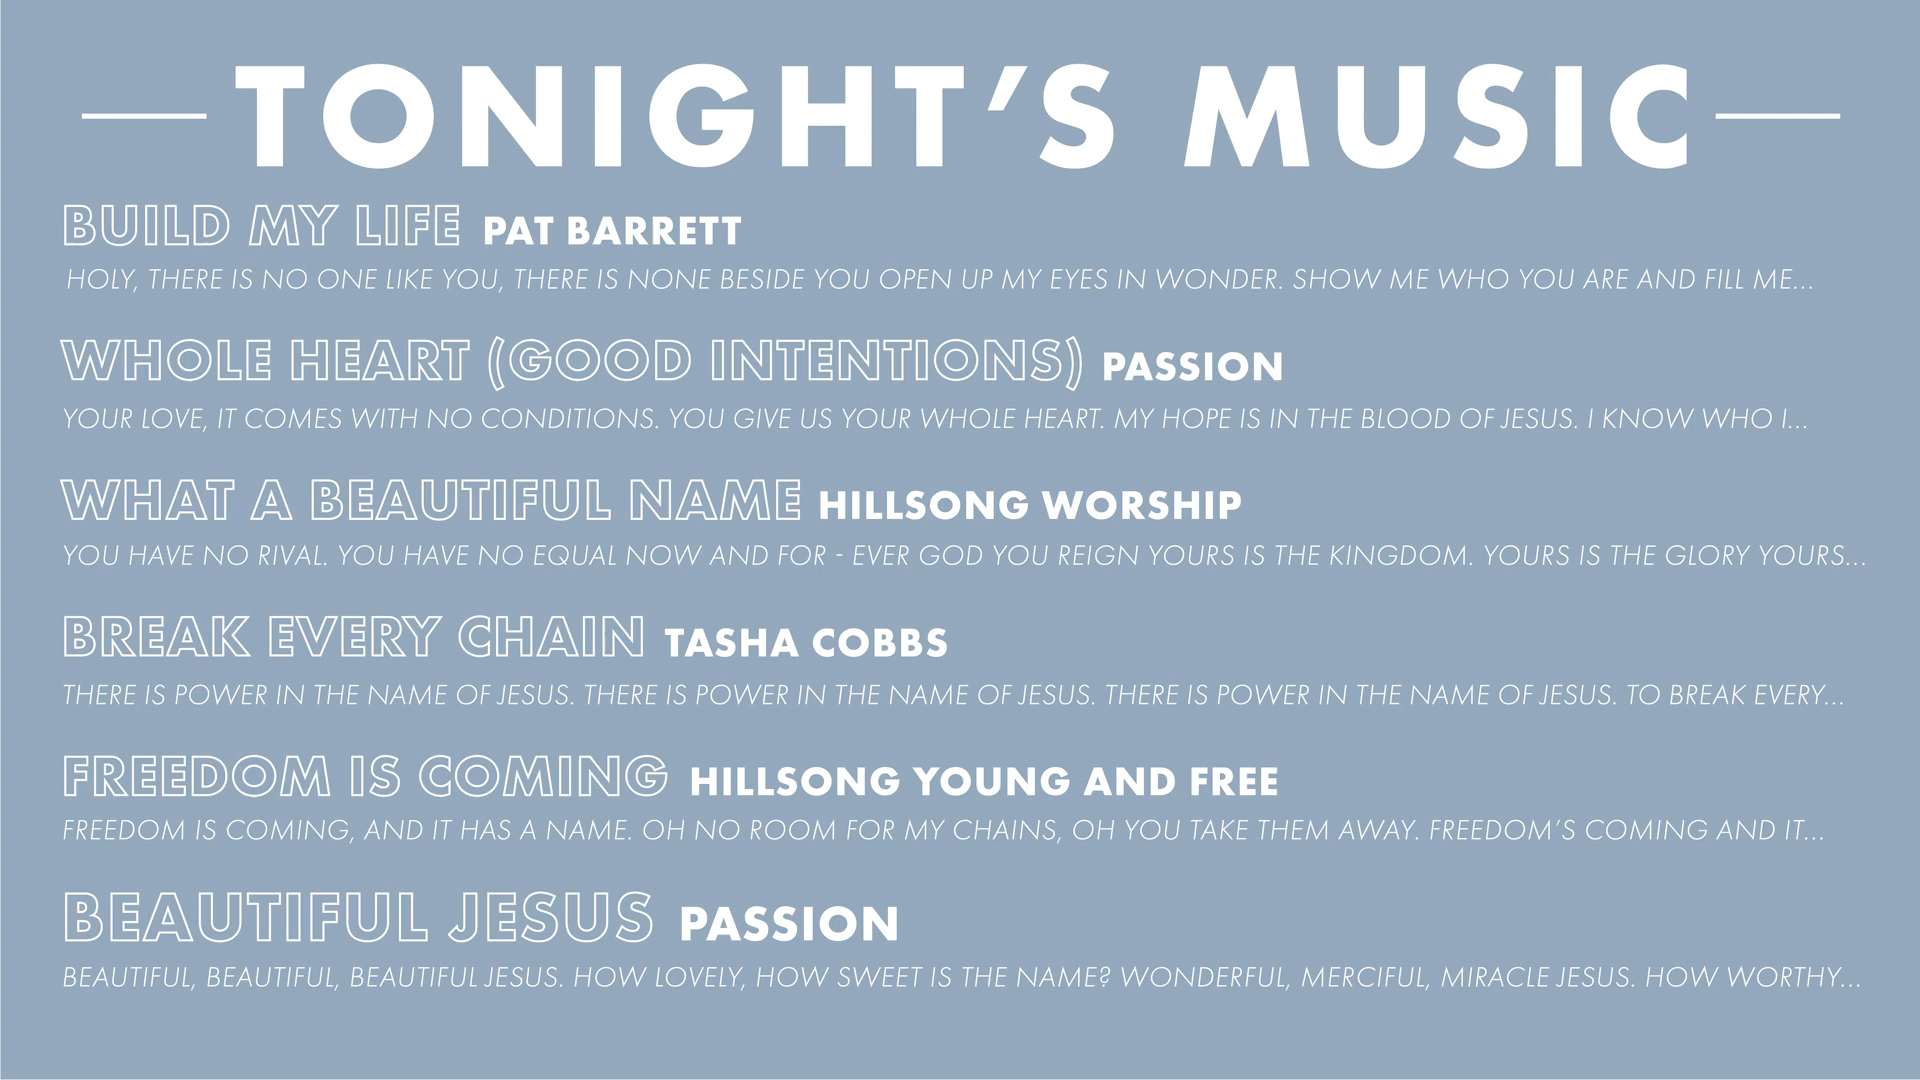 TONIGHT'S MUSIC
BUILD MY LIFE PAT BARRETT
HOLY, THERE IS NO ONE LIKE YOU, THERE IS NONE BESIDE YOU OPEN UP MY EYES IN WONDER. SHOW ME WHO YOU ARE AND FILL ME...
WHOLE HEART (GOOD INTENTIONS) PASSION
YOUR LOVE, IT COMES WITH NO CONDITIONS. YOU GIVE US YOUR WHOLE HEART. MY HOPE IS IN THE BLOOD OF JESUS. I KNOW WHO I...
WHAT A BEAUTIFUL NAME HILLSONG WORSHIP
YOU HAVE NO RIVAL. YOU HAVE NO EQUAL NOW AND FOR - EVER GOD YOU REIGN YOURS IS THE KINGDOM. YOURS IS THE GLORY YOURS...
BREAK EVERY CHAIN TASHA COBBS
THERE IS POWER IN THE NAME OF JESUS. THERE IS POWER IN THE NAME OF JESUS. THERE IS POWER IN THE NAME OF JESUS. TO BREAK EVERY...
FREEDOM IS COMING HILLSONG YOUNG AND FREE
FREEDOM IS COMING, AND IT HAS A NAME. OH NO ROOM FOR MY CHAINS, OH YOU TAKE THEM AWAY. FREEDOM'S COMING AND IT...
BEAUTIFUL JESUS PASSION
BEAUTIFUL, BEAUTIFUL, BEAUTIFUL JESUS. HOW LOVELY, HOW SWEET IS THE NAME? WONDERFUL, MERCIFUL, MIRACLE JESUS. HOW WORTHY...